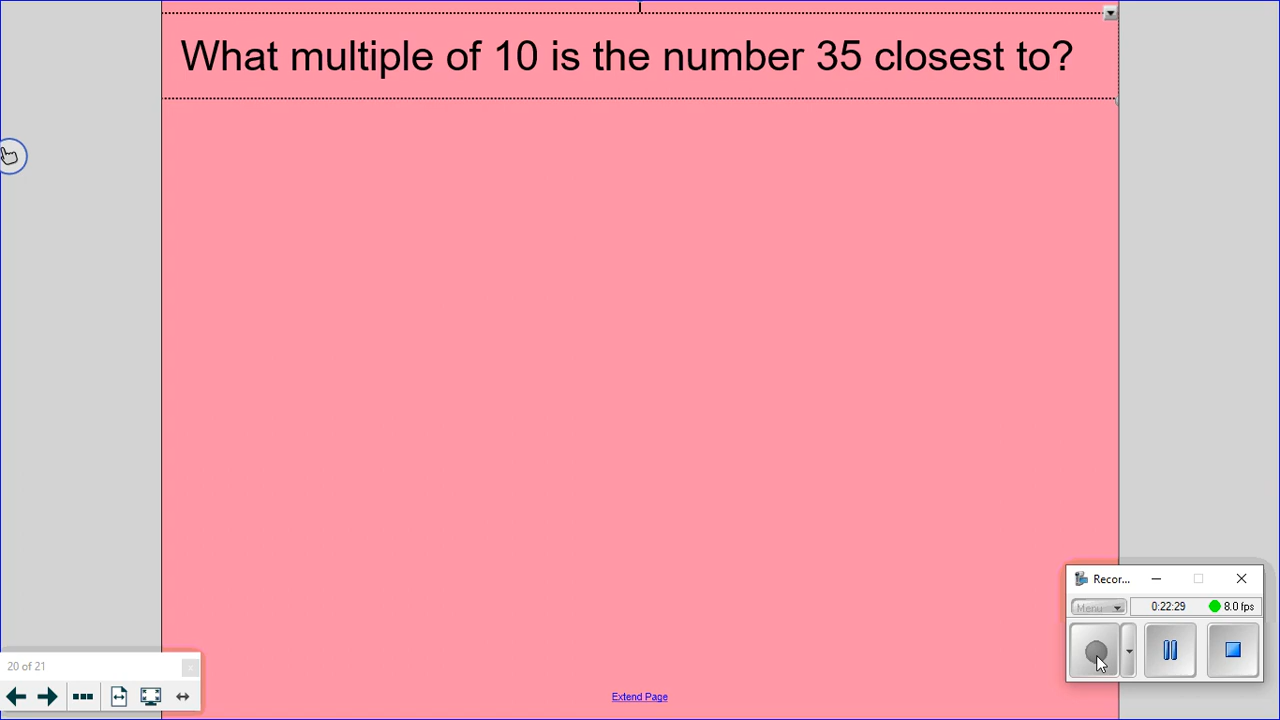 What multiple of 10 is the number 35 closest to?
Recor...
Menu
0:22:29
8.0 fps
20 of 21
Extend Page